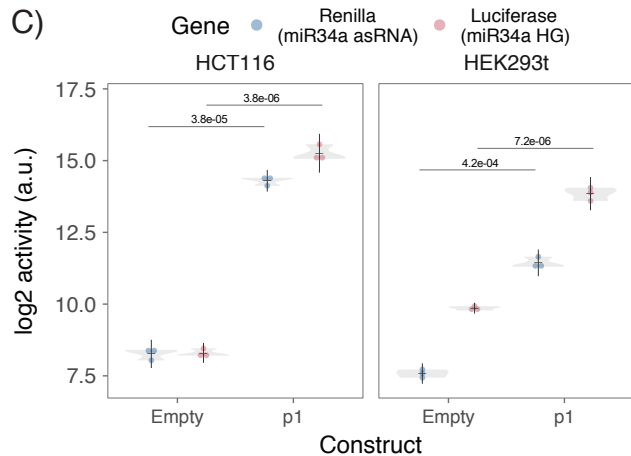 C)
Gene
Renilla
(miR34a asRNA)
Luciferase
(miR34a HG)
HCT116
HEK293t
log2 activity (a.u.)
17.5
15.0
12.5
10.0
7.5
3.8e-06
3.8e-05
7.2e-06
4.2e-04
Empty
p1
Empty
p1
Construct